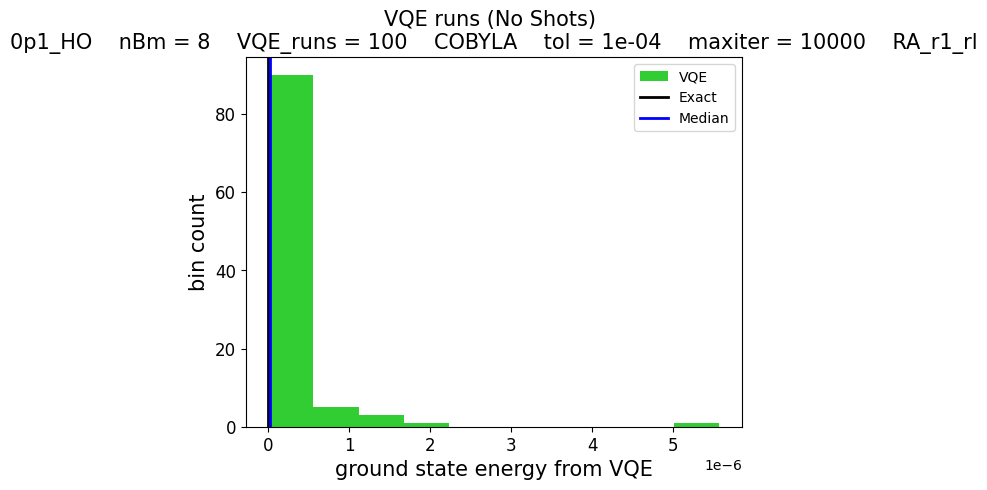 VQE runs (No Shots)
0p1_HO    nBm = 8    VQE_runs = 100    COBYLA    tol = 1e-04    maxiter = 10000    RA_r1_rl
VQE
Exact
Median
80
60
40
20
0
bin count
0 1 2 3 4 5
1e-6
ground state energy from VQE